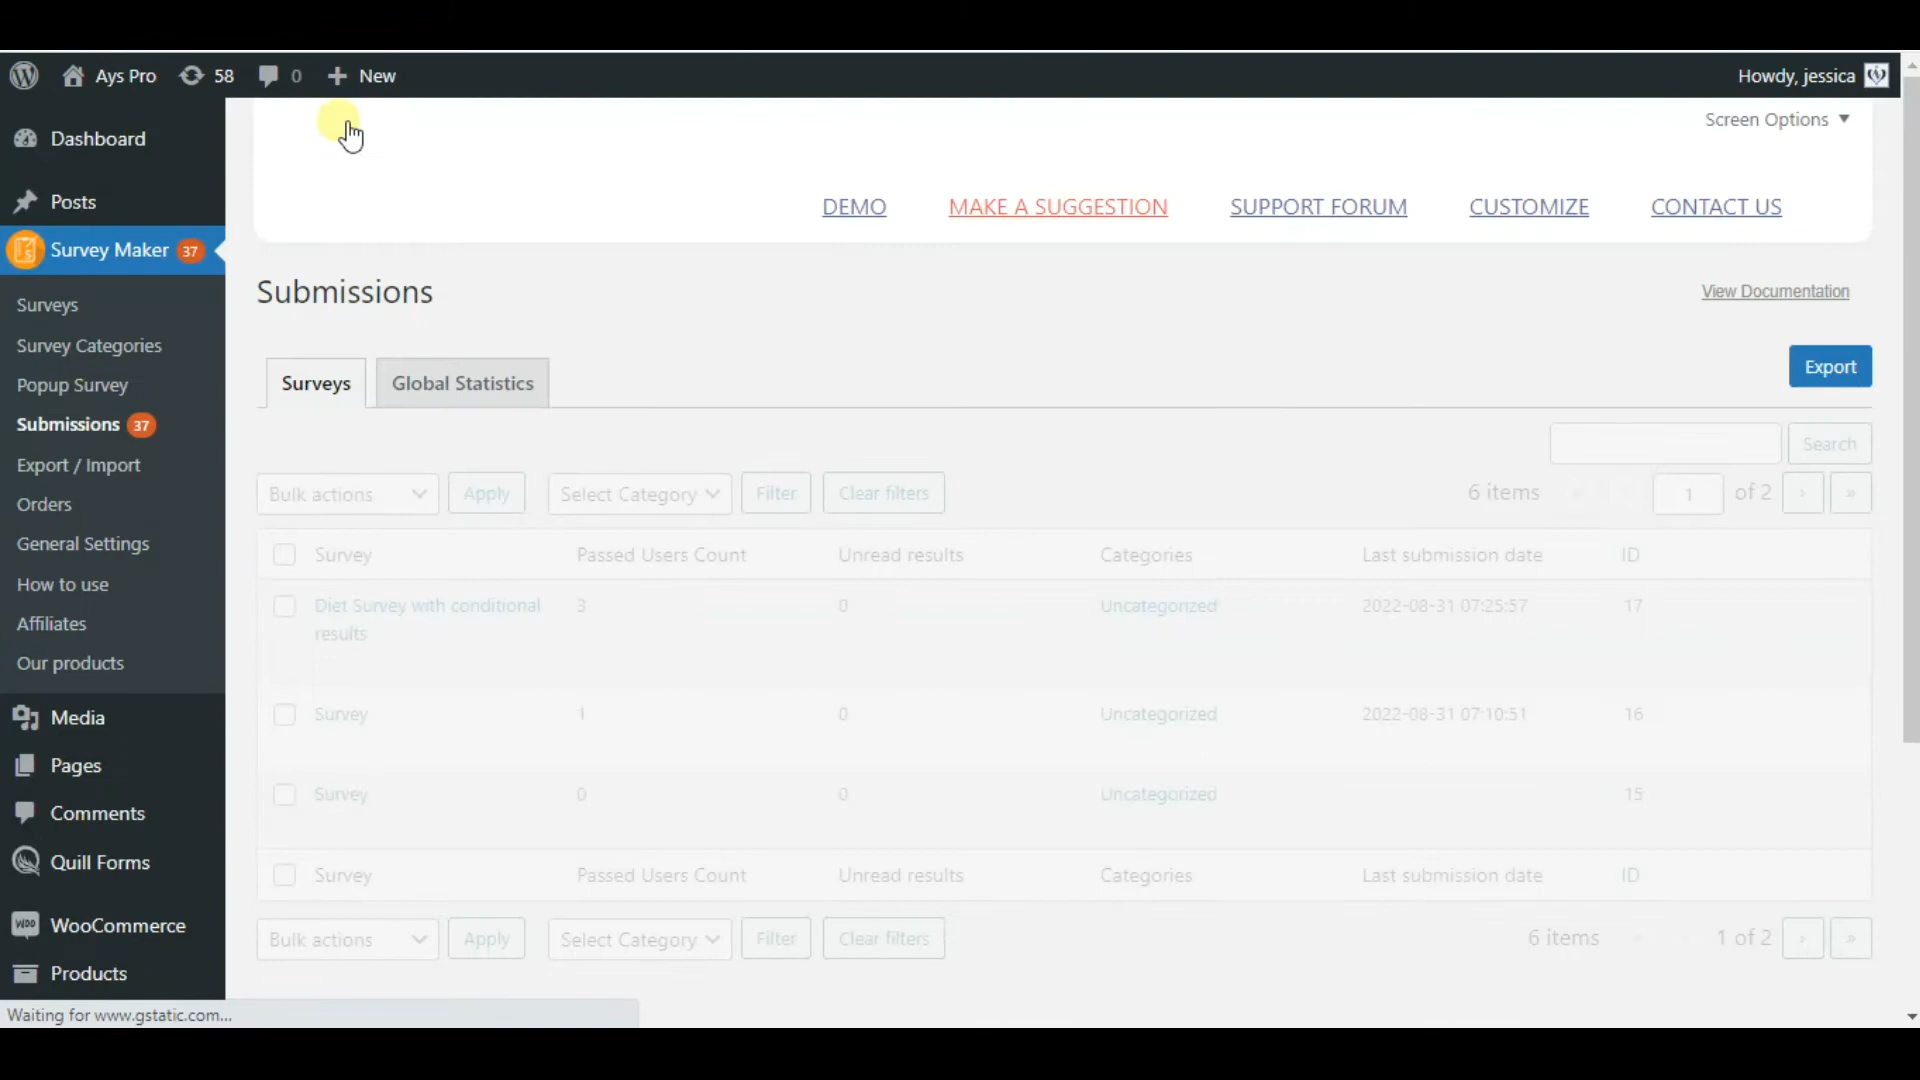 Ays Pro 58 0 New Howdy, jessica
Dashboard
Posts
Survey Maker 37
Surveys
Survey Categories
Popup Survey
Submissions 37
Export / Import
Orders
General Settings
How to use
Affiliates
Our products
Media
Pages
Comments
Quill Forms
WooCommerce
Products
Waiting for www.gstatic.com...
Screen Options
DEMO MAKE A SUGGESTION SUPPORT FORUM CUSTOMIZE CONTACT US
Submissions View Documentation
Surveys Global Statistics Export
Search
Bulk actions Apply Select Category Filter Clear filters 6 items « ‹ 1 of 2 › »
Survey Passed Users Count Unread results Categories Last submission date ID
Diet Survey with conditional 3 0 Uncategorized 2022-08-31 07:25:57 17
results
Survey 1 0 Uncategorized 2022-08-31 07:10:51 16
Survey 0 0 Uncategorized 15
Survey Passed Users Count Unread results Categories Last submission date ID
Bulk actions Apply Select Category Filter Clear filters 6 items « ‹ 1 of 2 › »